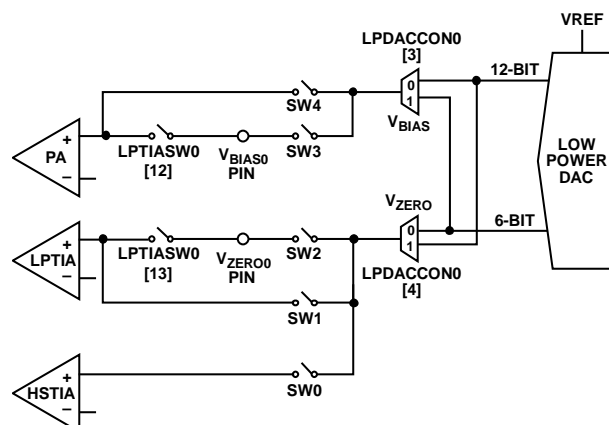 VREF
LPDACCON0
[3]
12-BIT
0
1
SW4
VBIAS
+
PA
−
LPTIASW0
[12]
VBIAS0
PIN
SW3
LOW
POWER
DAC
VZERO
6-BIT
0
1
+
LPTIA
−
LPTIASW0
[13]
VZERO0
PIN
SW2
LPDACCON0
[4]
SW1
+
HSTIA
−
SW0